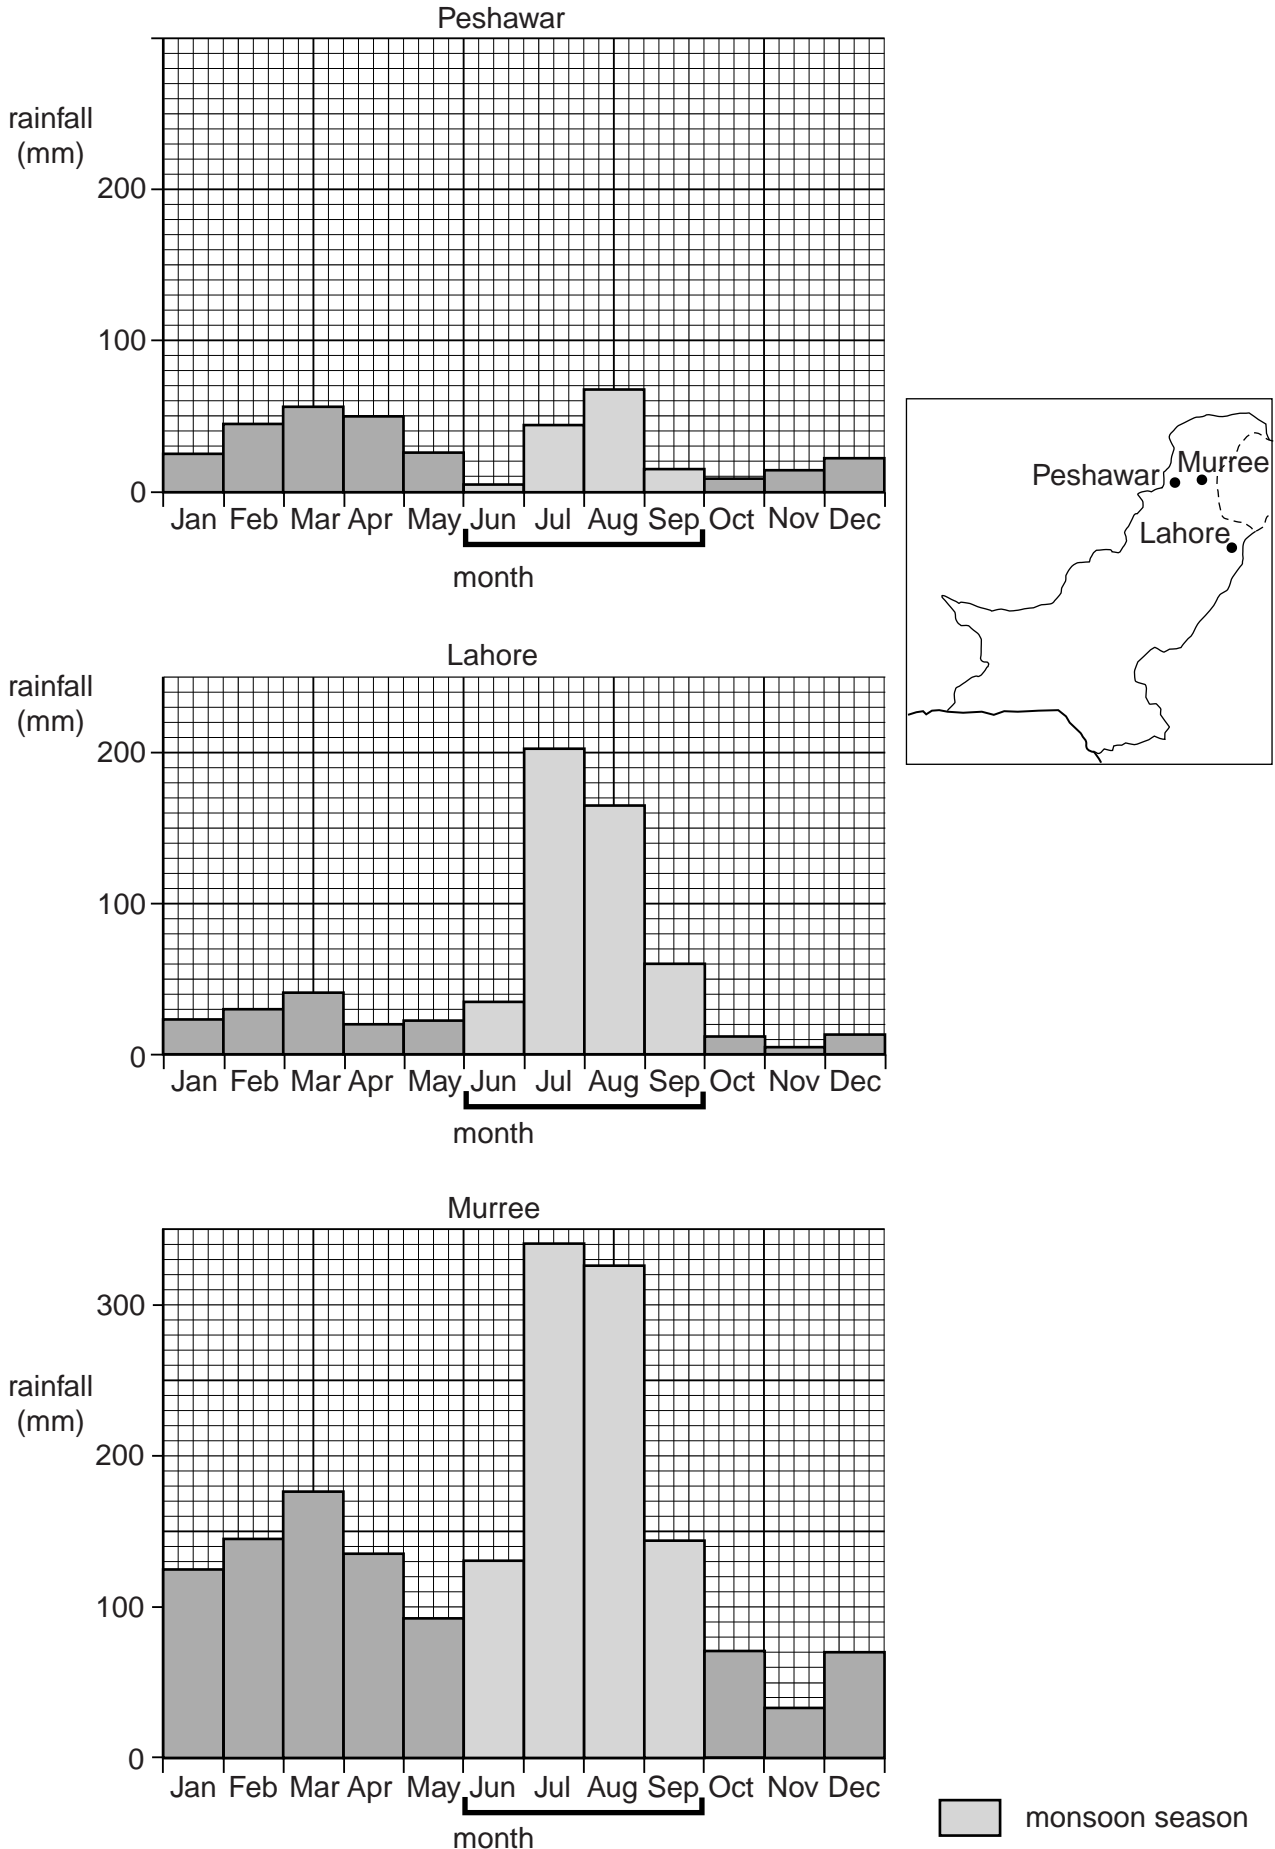 Peshawar
rainfall
(mm)
200
100
0
Jan Feb Mar Apr May Jun Jul Aug Sep Oct Nov Dec
month
Peshawar
Murree
Lahore
Lahore
rainfall
(mm)
200
100
0
Jan Feb Mar Apr May Jun Jul Aug Sep Oct Nov Dec
month
Murree
300
rainfall
(mm)
200
100
0
Jan Feb Mar Apr May Jun Jul Aug Sep Oct Nov Dec
month
monsoon season